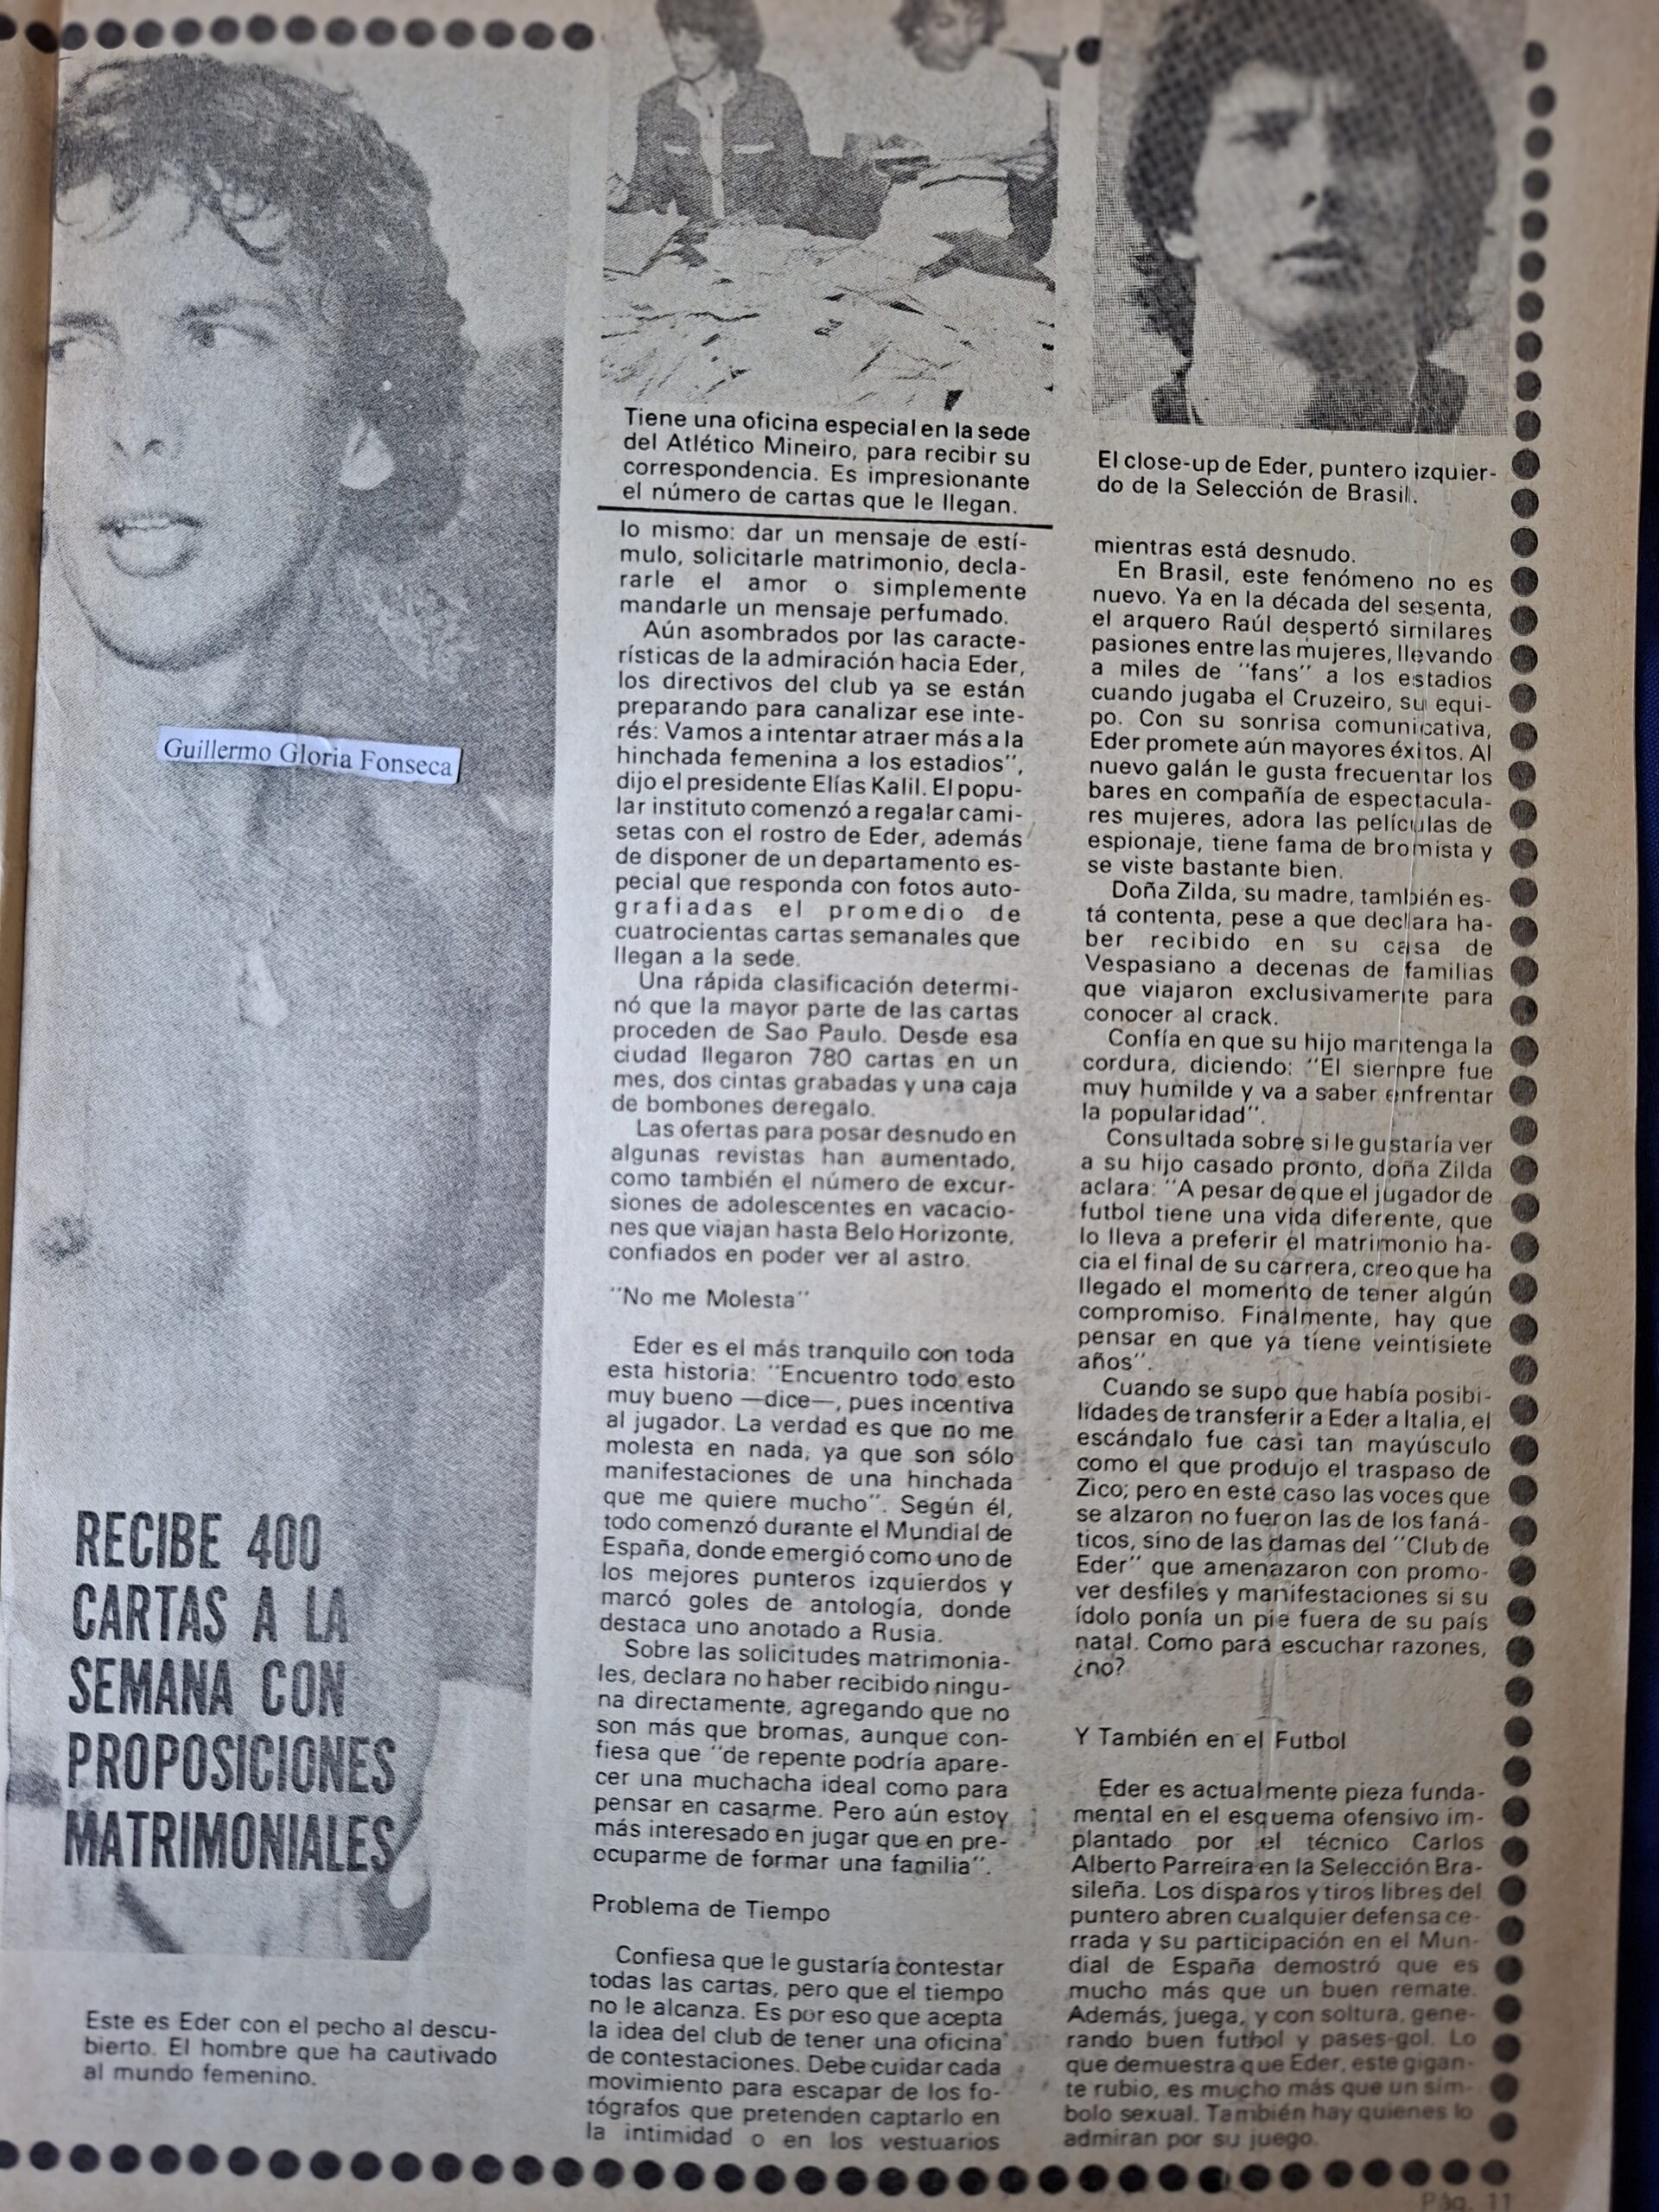 Guillermo Gloria Fonseca
RECIBE 400
CARTAS A LA
SEMANA CON
PROPOSICIONES
MATRIMONIALES
Este es Eder con el pecho al descu-
bierto. El hombre que ha cautivado
al mundo femenino.
Tiene una oficina especial en la sede
del Atlético Mineiro, para recibir su
correspondencia. Es impresionante
el número de cartas que le llegan.
lo mismo: dar un mensaje de estí-
mulo, solicitarle matrimonio, decla-
rarle el amor o simplemente
mandarle un mensaje perfumado.
Aún asombrados por las caracte-
rísticas de la admiración hacia Eder,
los directivos del club ya se están
preparando para canalizar ese inte-
rés: Vamos a intentar atraer más a la
hinchada femenina a los estadios",
dijo el presidente Elías Kalil. El popu-
lar instituto comenzó a regalar cami-
setas con el rostro de Eder, además
de disponer de un departamento es-
pecial que responda con fotos auto-
grafiadas el promedio de
cuatrocientas cartas semanales que
llegan a la sede.
Una rápida clasificación determi-
nó que la mayor parte de las cartas
proceden de Sao Paulo. Desde esa
ciudad llegaron 780 cartas en un
mes, dos cintas grabadas y una caja
de bombones deregalo.
Las ofertas para posar desnudo en
algunas revistas han aumentado,
como también el número de excur-
siones de adolescentes en vacacio-
nes que viajan hasta Belo Horizonte,
confiados en poder ver al astro.
"No me Molesta"
Eder es el más tranquilo con toda
esta historia: "Encuentro todo esto
muy bueno —dice—, pues incentiva
al jugador. La verdad es que no me
molesta en nada, ya que son sólo
manifestaciones de una hinchada
que me quiere mucho". Según él,
todo comenzó durante el Mundial de
España, donde emergió como uno de
los mejores punteros izquierdos y
marcó goles de antología, donde
destaca uno anotado a Rusia.
Sobre las solicitudes matrimonia-
les, declara no haber recibido ningu-
na directamente, agregando que no
son más que bromas, aunque con-
fiesa que "de repente podría apare-
cer una muchacha ideal como para
pensar en casarme. Pero aún estoy
más interesado en jugar que en pre-
ocuparme de formar una familia".
Problema de Tiempo
Confiesa que le gustaría contestar
todas las cartas, pero que el tiempo
no le alcanza. Es por eso que acepta
la idea del club de tener una oficina
de contestaciones. Debe cuidar cada
movimiento para escapar de los fo-
tógrafos que pretenden captarlo en
la intimidad o en los vestuarios
El close-up de Eder, puntero izquier-
do de la Selección de Brasil.
mientras está desnudo.
En Brasil, este fenómeno no es
nuevo. Ya en la década del sesenta,
el arquero Raúl despertó similares
pasiones entre las mujeres, llevando
a miles de "fans" a los estadios
cuando jugaba el Cruzeiro, su equi-
po. Con su sonrisa comunicativa,
Eder promete aún mayores éxitos. Al
nuevo galán le gusta frecuentar los
bares en compañía de espectacula-
res mujeres, adora las películas de
espionaje, tiene fama de bromista y
se viste bastante bien.
Doña Zilda, su madre, también es-
tá contenta, pese a que declara ha-
ber recibido en su casa de
Vespasiano a decenas de familias
que viajaron exclusivamente para
conocer al crack.
Confía en que su hijo mantenga la
cordura, diciendo: "El siempre fue
muy humilde y va a saber enfrentar
la popularidad".
Consultada sobre si le gustaría ver
a su hijo casado pronto, doña Zilda
aclara: "A pesar de que el jugador de
futbol tiene una vida diferente, que
lo lleva a preferir el matrimonio ha-
cia el final de su carrera, creo que ha
llegado el momento de tener algún
compromiso. Finalmente, hay que
pensar en que ya tiene veintisiete
años".
Cuando se supo que había posibi-
lidades de transferir a Eder a Italia, el
escándalo fue casi tan mayúsculo
como el que produjo el traspaso de
Zico; pero en este caso las voces que
se alzaron no fueron las de los faná-
ticos, sino de las damas del "Club de
Eder" que amenazaron con promo-
ver desfiles y manifestaciones si su
ídolo ponía un pie fuera de su país
natal. Como para escuchar razones,
¿no?
Y También en el Futbol
Eder es actualmente pieza funda-
mental en el esquema ofensivo im-
plantado por el técnico Carlos
Alberto Parreira en la Selección Bra-
sileña. Los disparos y tiros libres del
puntero abren cualquier defensa ce-
rrada y su participación en el Mun-
dial de España demostró que es
mucho más que un buen remate.
Además, juega, y con soltura, gene-
rando buen futbol y pases-gol. Lo
que demuestra que Eder, este gigan-
te rubio, es mucho más que un sím-
bolo sexual. También hay quienes lo
admiran por su juego.
Pág. 11